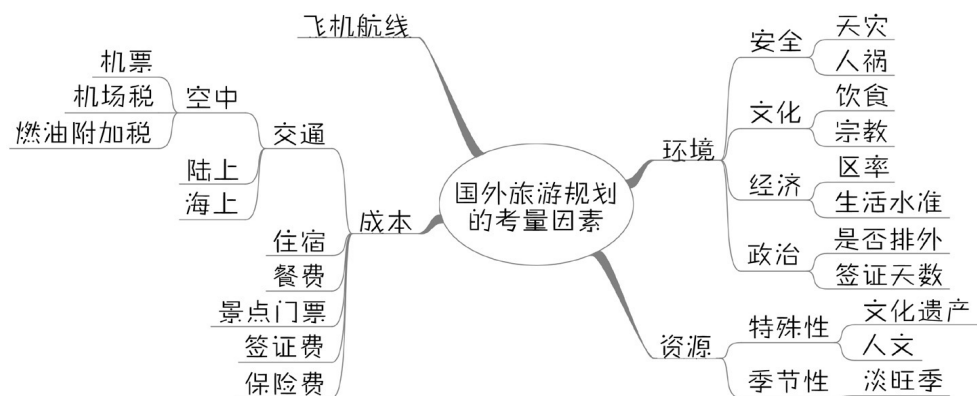 国外旅游规划
的考量因素
飞机航线
成本
交通
空中
机票
机场税
燃油附加税
陆上
海上
住宿
餐费
景点门票
签证费
保险费
环境
安全
天灾
人祸
文化
饮食
宗教
经济
区率
生活水准
政治
是否排外
签证天数
资源
特殊性
文化遗产
人文
季节性
淡旺季